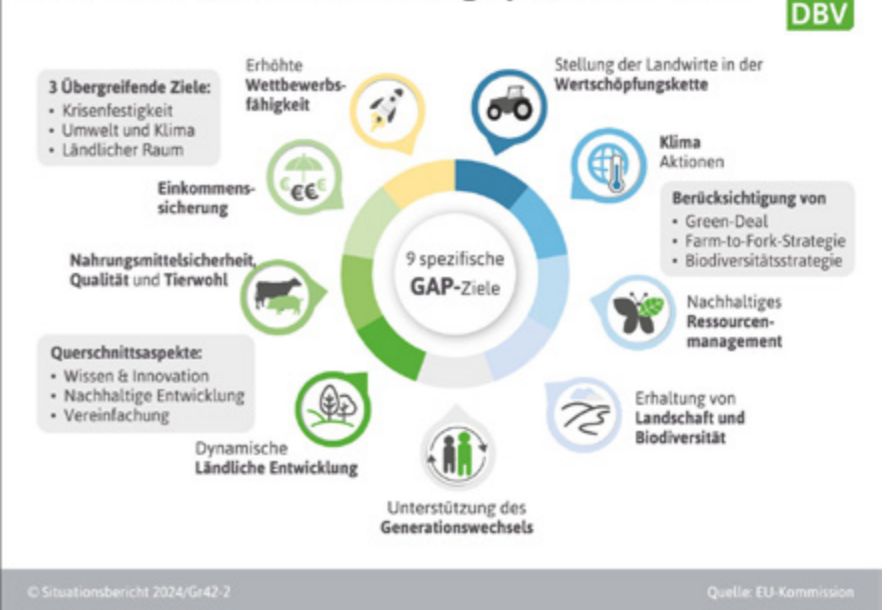 DBV
Erhöhte
Wettbewerbs-
fähigkeit
Stellung der Landwirte in der
Wertschöpfungskette
3 Übergreifende Ziele:
• Krisenfestigkeit
• Umwelt und Klima
• Ländlicher Raum
Klima
Aktionen
€€€€
Einkommens-
sicherung
Berücksichtigung von
• Green-Deal
• Farm-to-Fork-Strategie
• Biodiversitätsstrategie
Nahrungsmittelsicherheit,
Qualität und Tierwohl
9 spezifische
GAP-Ziele
Nachhaltiges
Ressourcen-
management
Querschnittsaspekte:
• Wissen & Innovation
• Nachhaltige Entwicklung
• Vereinfachung
Erhaltung von
Landschaft und
Biodiversität
Dynamische
Ländliche Entwicklung
Unterstützung des
Generationswechsels
© Situationsbericht 2024/Gr42-2
Quelle: EU-Kommission